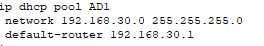 ip dhcp pool AD1
network 192.168.30.0 255.255.255.0
default-router 192.168.30.1